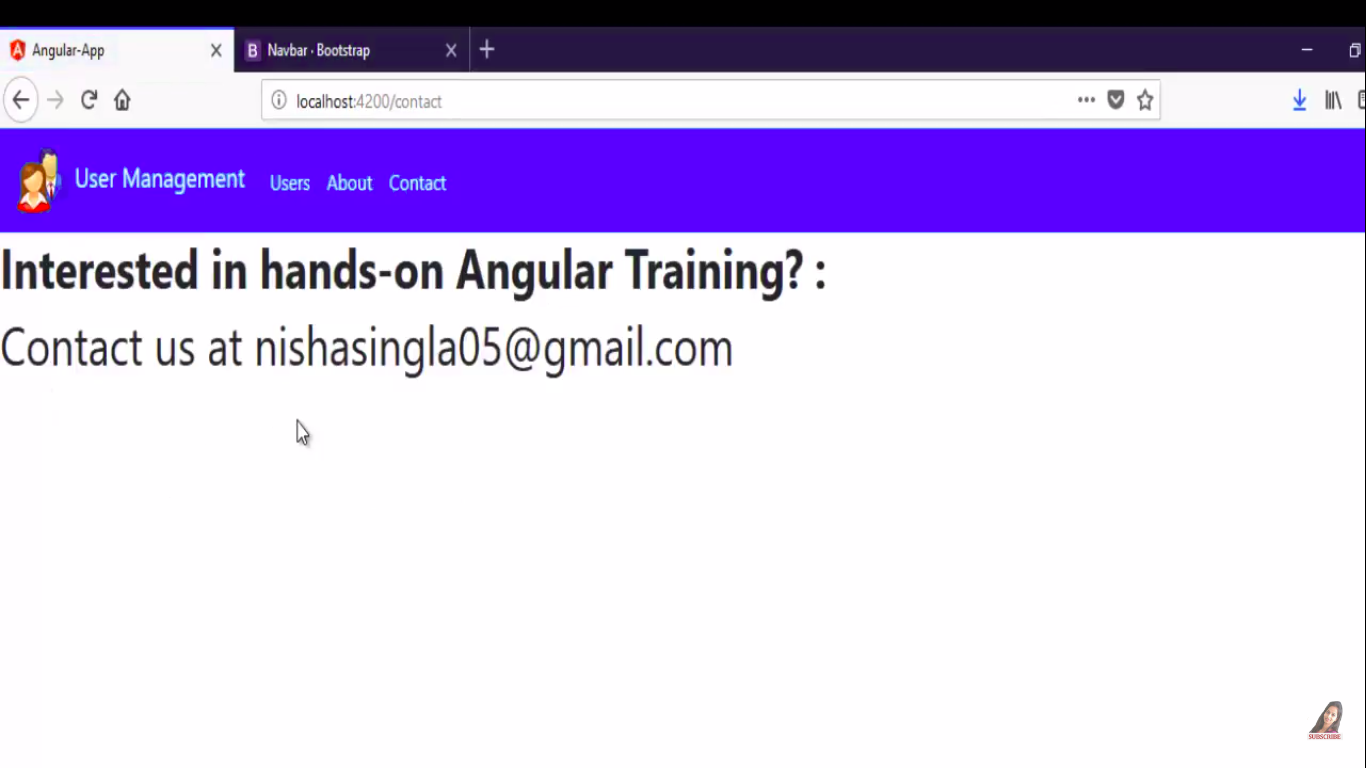 Angular-App
Navbar · Bootstrap
localhost:4200/contact
User Management Users About Contact
Interested in hands-on Angular Training? :
Contact us at nishasingla05@gmail.com
SUBSCRIBE